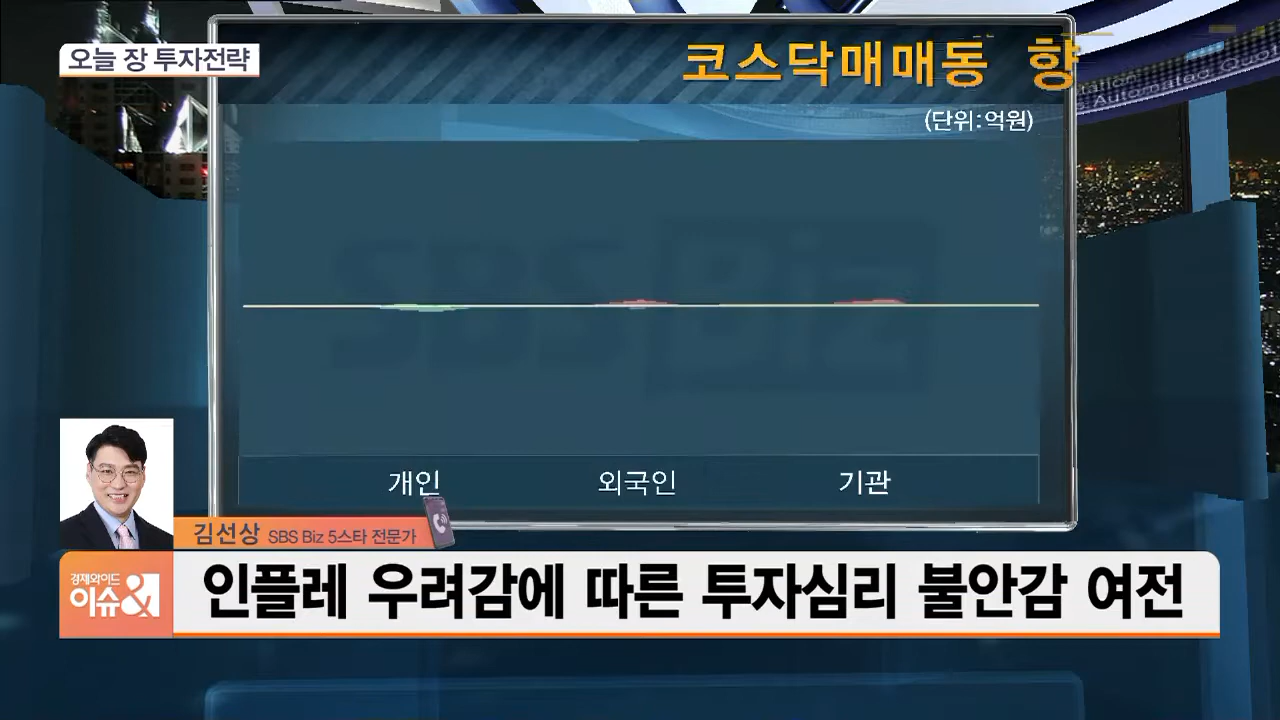 오늘 장 투자전략
코스닥매매동 향
(단위:억원)
SBS Biz
개인 외국인 기관
김선상 SBS Biz 5스타 전문가
경제와이드
이슈&
인플레 우려감에 따른 투자심리 불안감 여전